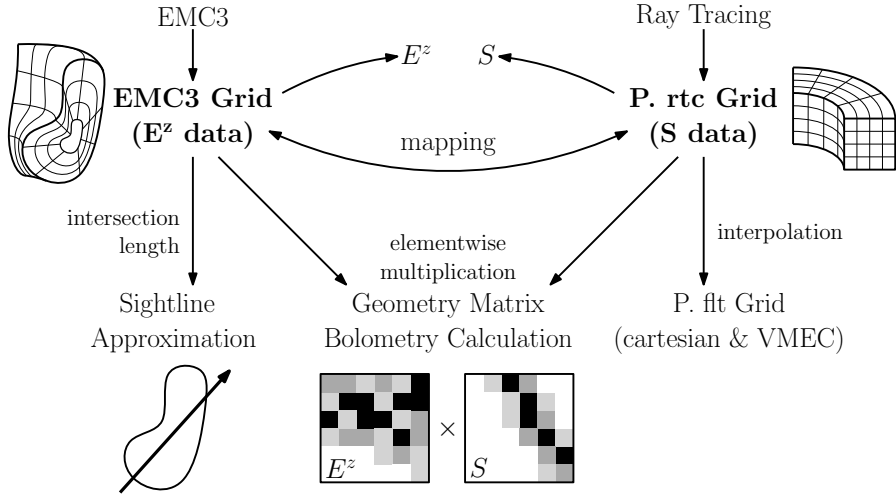 EMC3
Ray Tracing
E^z
S
EMC3 Grid
(E^z data)
P. rtc Grid
(S data)
mapping
intersection
length
elementwise
multiplication
interpolation
Sightline
Approximation
Geometry Matrix
Bolometry Calculation
P. flt Grid
(cartesian & VMEC)
E^z
×
S